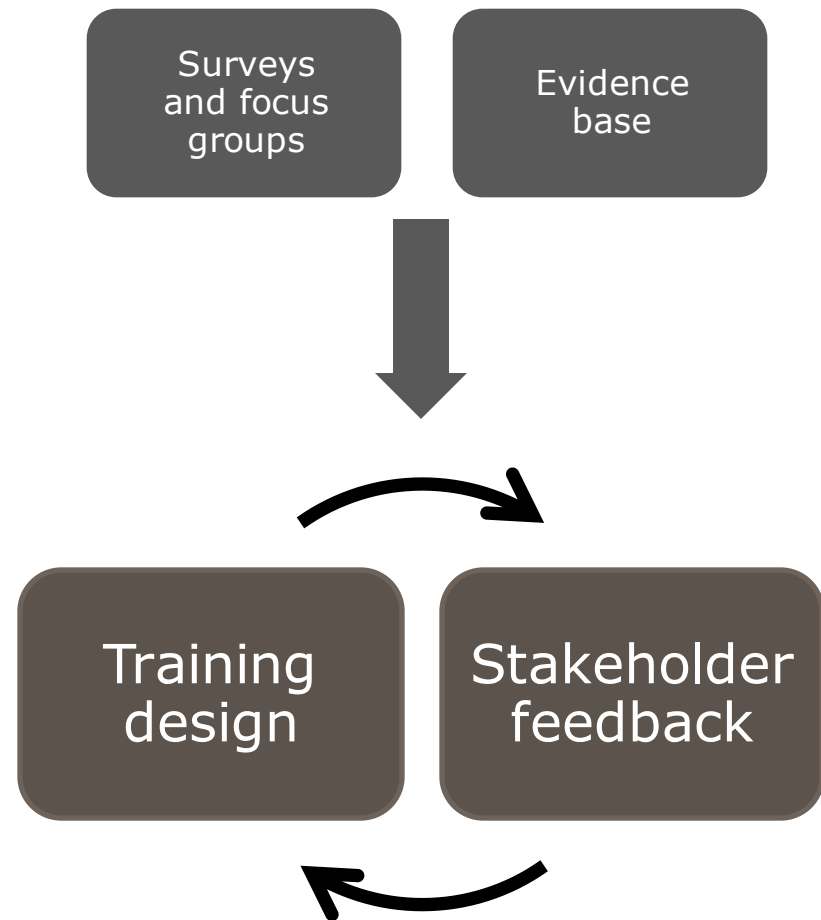 Surveys
and focus
groups
Evidence
base
Training
design
Stakeholder
feedback